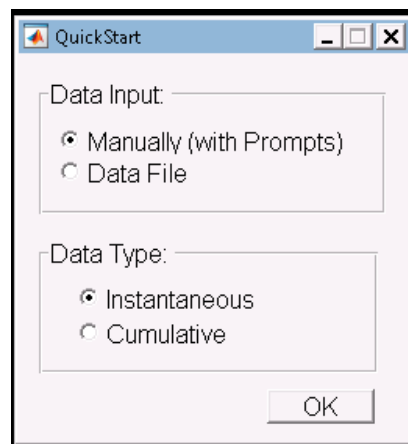 QuickStart
Data Input:
Manually (with Prompts)
Data File
Data Type:
Instantaneous
Cumulative
OK